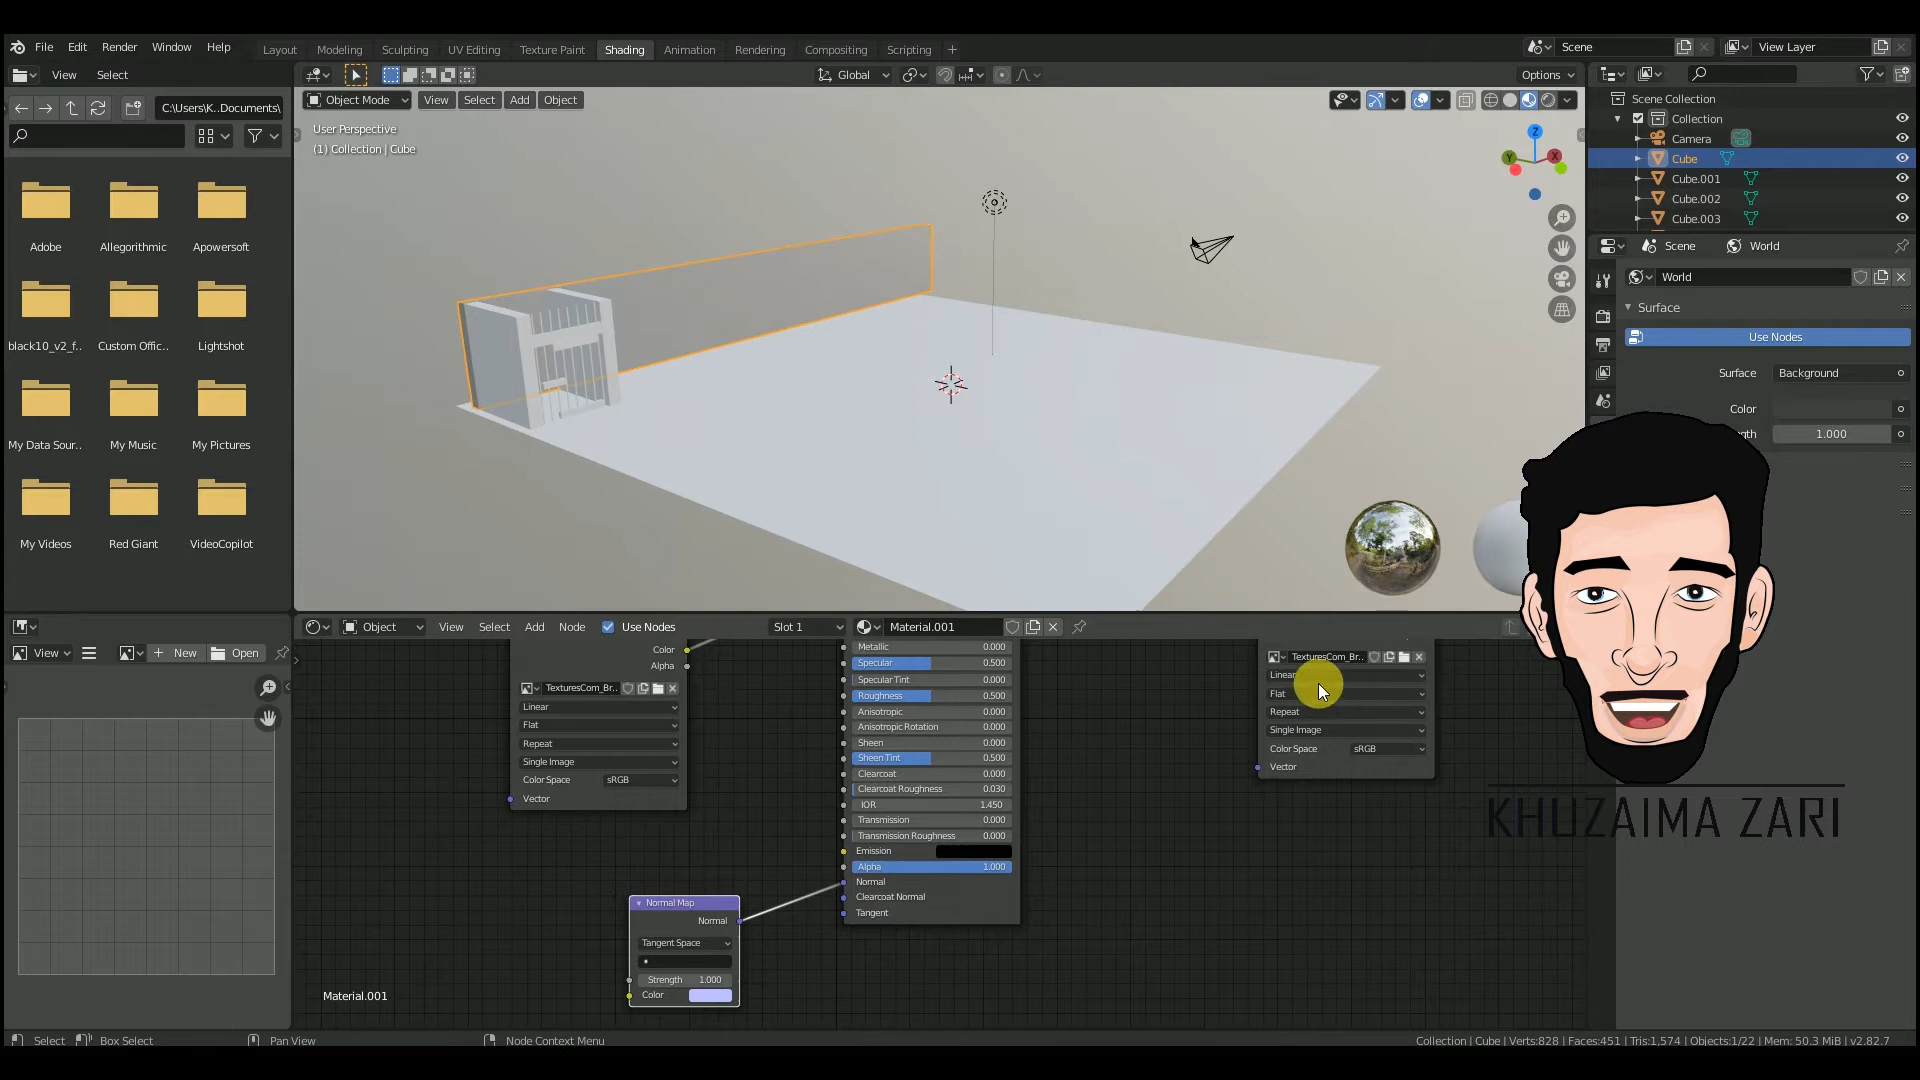 File Edit Render Window Help
Layout Modeling Sculpting UV Editing Texture Paint Shading Animation Rendering Compositing Scripting
Scene
View Layer
View Select
Global
Options
C:\Users\K..Documents\
Object Mode View Select Add Object
User Perspective
(1) Collection | Cube
Z
Y
X
Scene Collection
Collection
Camera
Cube
Cube.001
Cube.002
Cube.003
Scene World
World
Surface
Use Nodes
Surface Background
Color
1.000
Adobe Allegorithmic Apowersoft
black10_v2_f.. Custom Offic.. Lightshot
My Data Sour.. My Music My Pictures
My Videos Red Giant VideoCopilot
View New Open
Object View Select Add Node Use Nodes Slot 1 Material.001
Color
Alpha
TexturesCom_Br..
Linear
Flat
Repeat
Single Image
Color Space sRGB
Vector
Metallic 0.000
Specular 0.500
Specular Tint 0.000
Roughness 0.500
Anisotropic 0.000
Anisotropic Rotation 0.000
Sheen 0.000
Sheen Tint 0.500
Clearcoat 0.000
Clearcoat Roughness 0.030
IOR 1.450
Transmission 0.000
Transmission Roughness 0.000
Emission
Alpha 1.000
Normal
Clearcoat Normal
Tangent
Normal Map
Normal
Tangent Space
Strength 1.000
Color
TexturesCom_Br..
Linear
Flat
Repeat
Single Image
Color Space sRGB
Vector
KHUZAIMA ZARI
Material.001
Select Box Select Pan View Node Context Menu
Collection | Cube | Verts:828 | Faces:451 | Tris:1,574 | Objects:1/22 | Mem: 50.3 MiB | v2.82.7